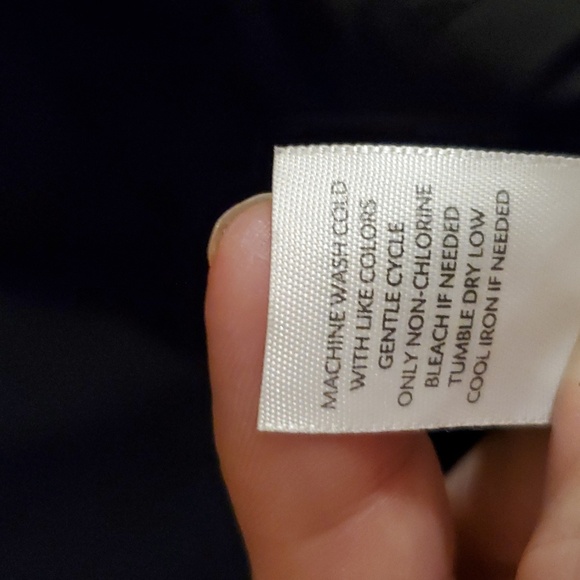 MACHINE WASH COLD
WITH LIKE COLORS
GENTLE CYCLE
ONLY NON-CHLORINE
BLEACH IF NEEDED
TUMBLE DRY LOW
COOL IRON IF NEEDED